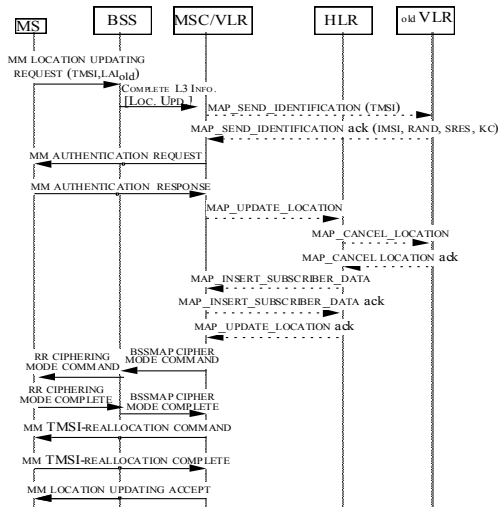 MS
BSS
MSC/VLR
HLR
old VLR
MM LOCATION UPDATING
REQUEST (TMSI,LAIold)
COMPLETE L3 INFO.
[LOC. UPD.]
MAP_SEND_IDENTIFICATION (TMSI)
MAP_SEND_IDENTIFICATION ack (IMSI, RAND, SRES, KC)
MM AUTHENTICATION REQUEST
MM AUTHENTICATION RESPONSE
MAP_UPDATE_LOCATION
MAP_CANCEL_LOCATION
MAP_CANCEL LOCATION ack
MAP_INSERT_SUBSCRIBER_DATA
MAP_INSERT_SUBSCRIBER_DATA ack
MAP_UPDATE_LOCATION ack
BSSMAP CIPHER
MODE COMMAND
RR CIPHERING
MODE COMMAND
RR CIPHERING
MODE COMPLETE
BSSMAP CIPHER
MODE COMPLETE
MM TMSI-REALLOCATION COMMAND
MM TMSI-REALLOCATION COMPLETE
MM LOCATION UPDATING ACCEPT